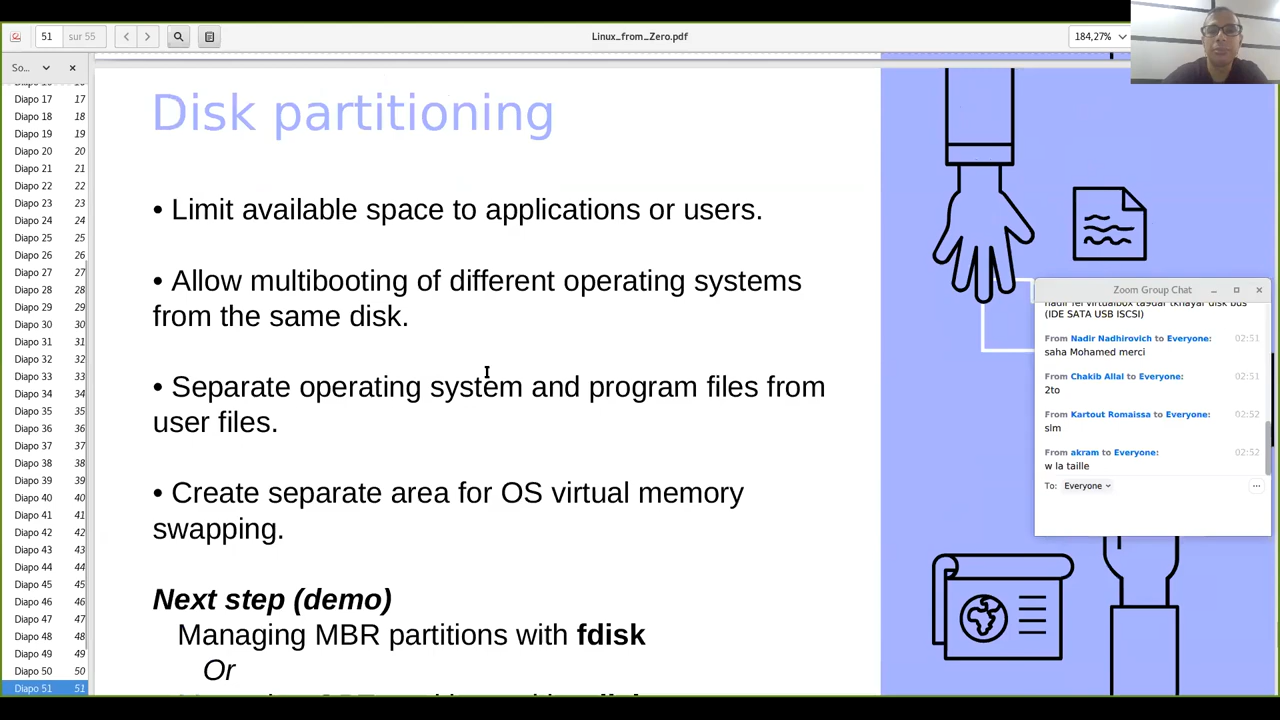 51
sur 55
Linux_from_Zero.pdf
184,27%
So...
Diapo 17 17
Diapo 18 18
Diapo 19 19
Diapo 20 20
Diapo 21 21
Diapo 22 22
Diapo 23 23
Diapo 24 24
Diapo 25 25
Diapo 26 26
Diapo 27 27
Diapo 28 28
Diapo 29 29
Diapo 30 30
Diapo 31 31
Diapo 32 32
Diapo 33 33
Diapo 34 34
Diapo 35 35
Diapo 36 36
Diapo 37 37
Diapo 38 38
Diapo 39 39
Diapo 40 40
Diapo 41 41
Diapo 42 42
Diapo 43 43
Diapo 44 44
Diapo 45 45
Diapo 46 46
Diapo 47 47
Diapo 48 48
Diapo 49 49
Diapo 50 50
Diapo 51 51
Disk partitioning
• Limit available space to applications or users.
• Allow multibooting of different operating systems
from the same disk.
• Separate operating system and program files from
user files.
• Create separate area for OS virtual memory
swapping.
Next step (demo)
Managing MBR partitions with fdisk
Or
Zoom Group Chat
nadir fel virtualbox ta9dar tkhayar disk bus
(IDE SATA USB ISCSI)
From Nadir Nadhirovich to Everyone: 02:51
saha Mohamed merci
From Chakib Allal to Everyone: 02:51
2to
From Kartout Romaissa to Everyone: 02:52
slm
From akram to Everyone: 02:52
w la taille
To: Everyone